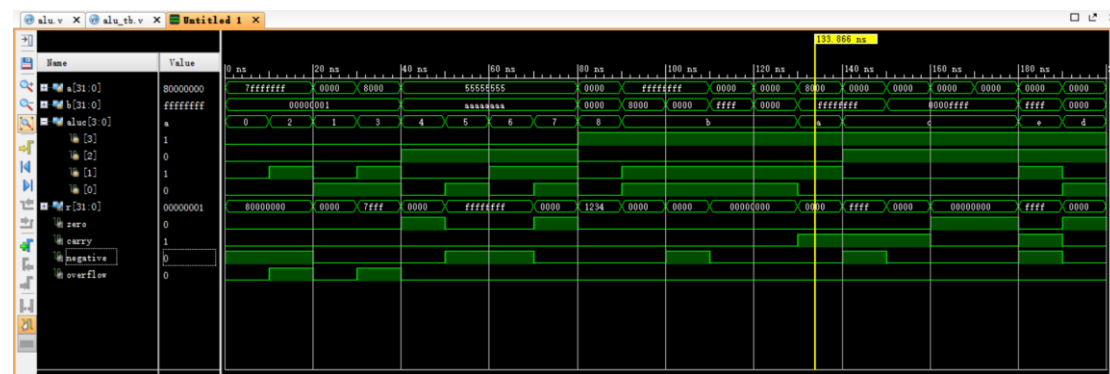 alu.v × alu_tb.v × Untitled 1 ×
133.866 ns
Name Value
0 ns 20 ns 40 ns 60 ns 80 ns 100 ns 120 ns 140 ns 160 ns 180 ns
a[31:0] 80000000 7fffffff 0000 8000 55555555 0000 ffffffff 0000 0000 8000 0000 0000 0000 0000 0000 0000
b[31:0] ffffffff 00000001 aaaaaaaa 0000 8000 0000 ffff 0000 ffffffff 0000ffff ffff 0000
aluc[3:0] a 0 2 1 3 4 5 6 7 8 b a c e d
[3] 1
[2] 0
[1] 1
[0] 0
r[31:0] 00000001 80000000 0000 7fff 0000 ffffffff 0000 1234 0000 0000 00000000 0000 ffff 0000 00000000 ffff 0000
zero 0
carry 1
negative 0
overflow 0